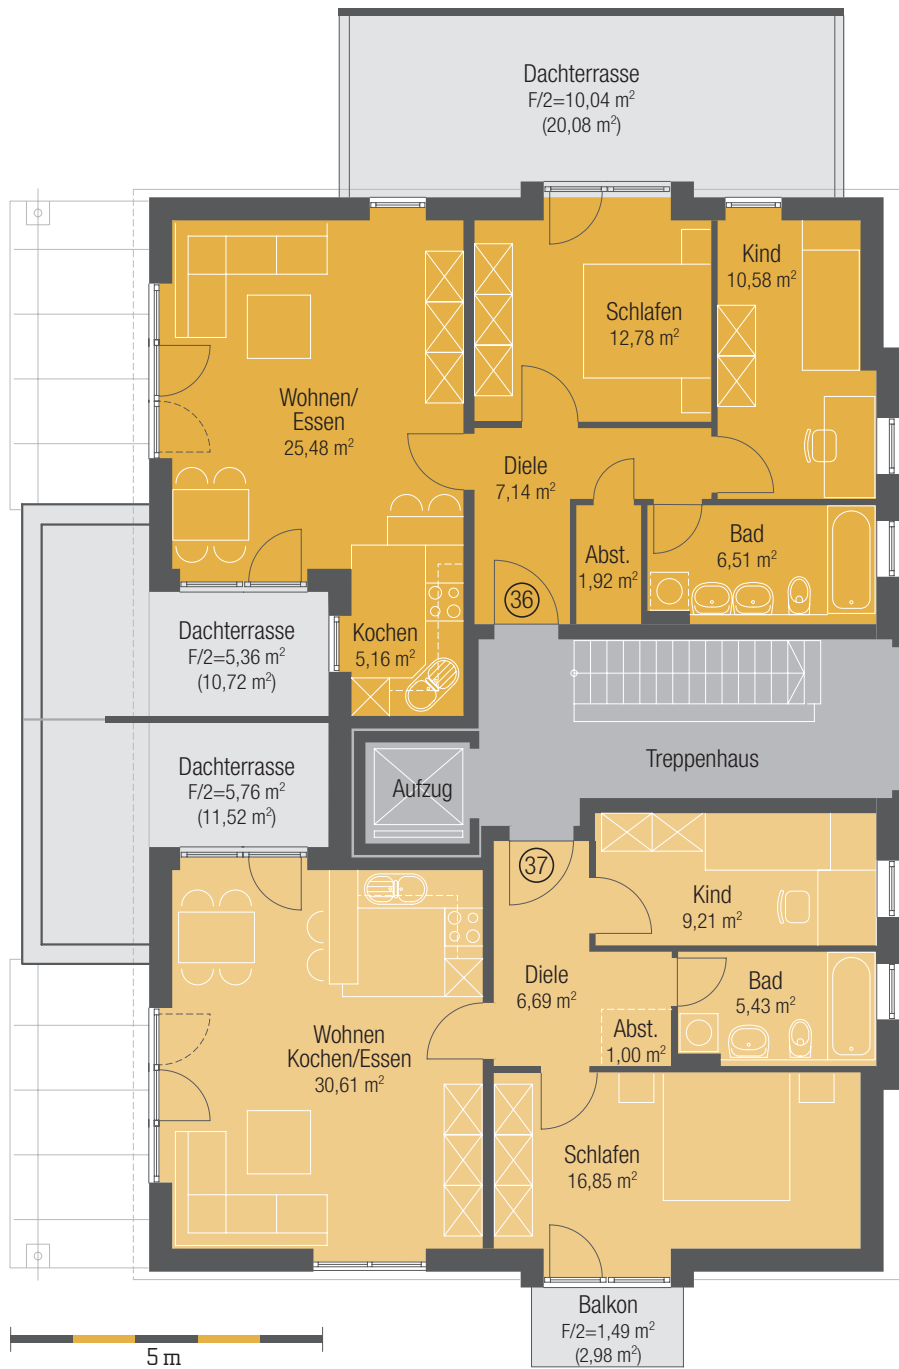 Dachterrasse
F/2=10,04 m²
(20,08 m²)
Kind
10,58 m²
Schlafen
12,78 m²
Wohnen/
Essen
25,48 m²
Diele
7,14 m²
Abst.
1,92 m²
Bad
6,51 m²
36
Kochen
5,16 m²
Dachterrasse
F/2=5,36 m²
(10,72 m²)
Dachterrasse
F/2=5,76 m²
(11,52 m²)
Aufzug
Treppenhaus
37
Kind
9,21 m²
Diele
6,69 m²
Abst.
1,00 m²
Bad
5,43 m²
Wohnen
Kochen/Essen
30,61 m²
Schlafen
16,85 m²
Balkon
F/2=1,49 m²
(2,98 m²)
5 m